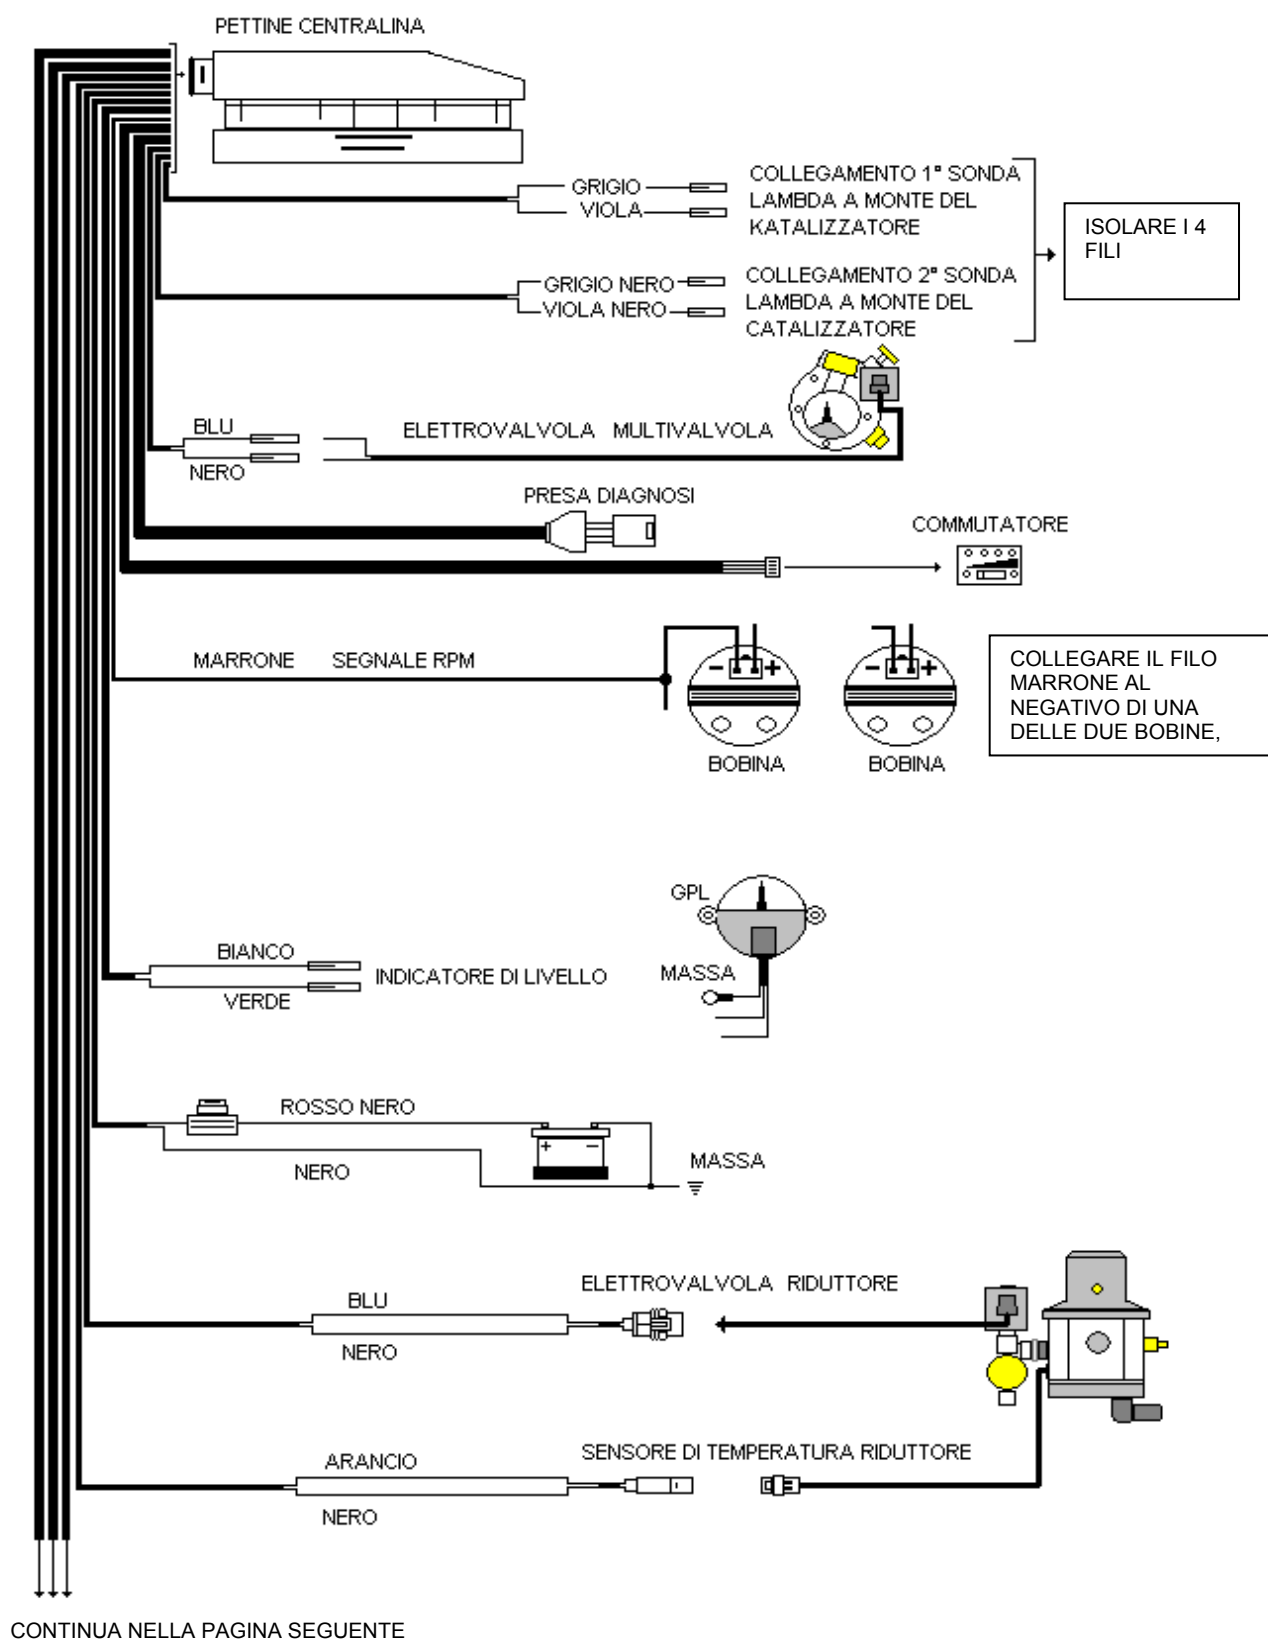 PETTINE CENTRALINA
GRIGIO
VIOLA
COLLEGAMENTO 1ª SONDA
LAMBDA A MONTE DEL
KATALIZZATORE
ISOLARE I 4
FILI
GRIGIO NERO
VIOLA NERO
COLLEGAMENTO 2ª SONDA
LAMBDA A MONTE DEL
CATALIZZATORE
BLU
NERO
ELETTROVALVOLA MULTIVALVOLA
PRESA DIAGNOSI
COMMUTATORE
MARRONE SEGNALE RPM
- +
BOBINA
- +
BOBINA
COLLEGARE IL FILO
MARRONE AL
NEGATIVO DI UNA
DELLE DUE BOBINE,
GPL
MASSA
BIANCO
VERDE
INDICATORE DI LIVELLO
ROSSO NERO
NERO
+ -
MASSA
ELETTROVALVOLA RIDUTTORE
BLU
NERO
SENSORE DI TEMPERATURA RIDUTTORE
ARANCIO
NERO
CONTINUA NELLA PAGINA SEGUENTE